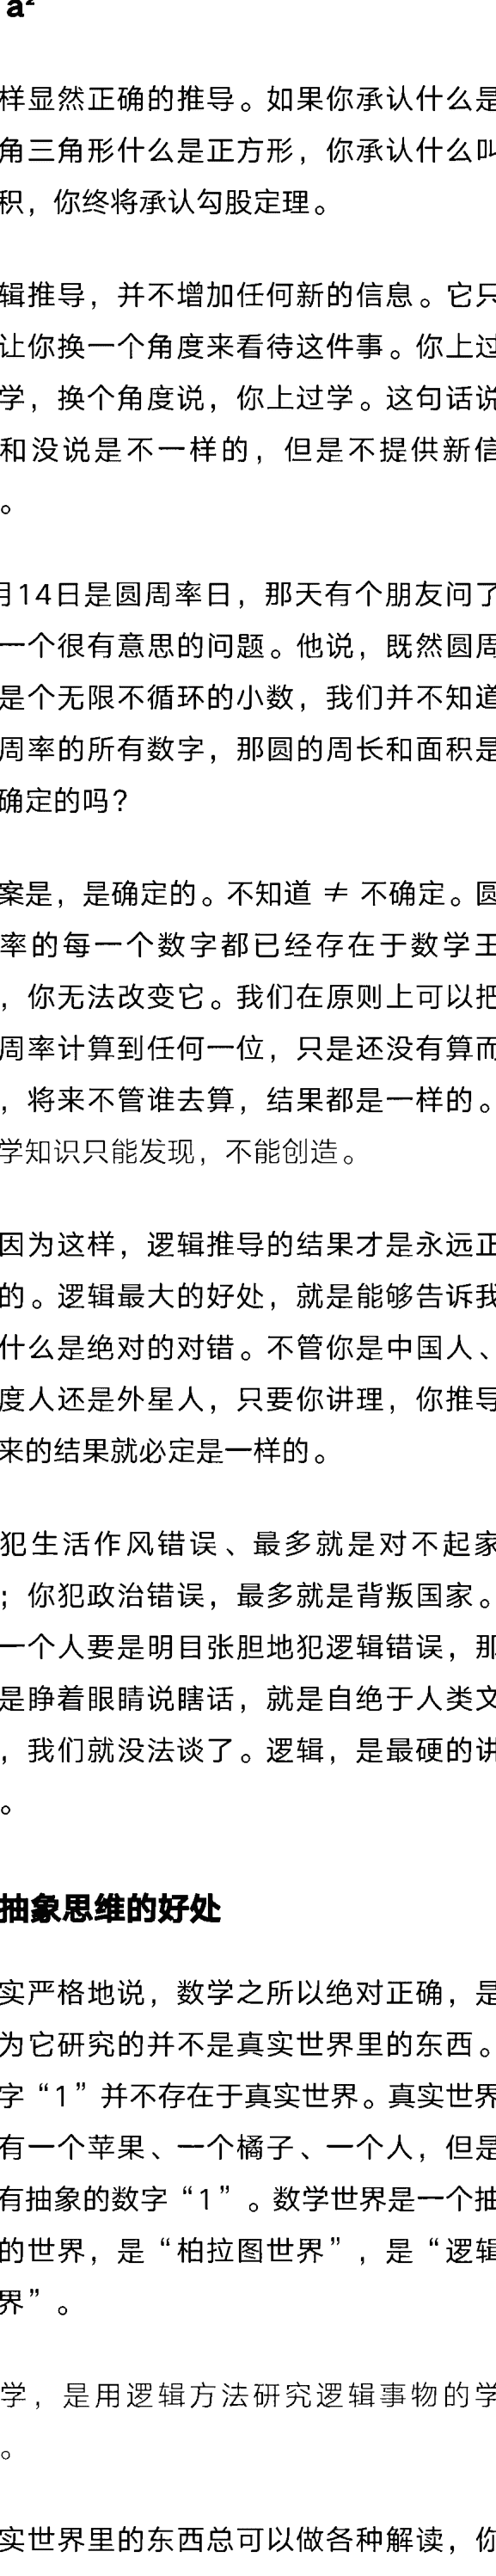 a²
样显然正确的推导。如果你承认什么是
角三角形什么是正方形，你承认什么叫
积，你终将承认勾股定理。
辑推导，并不增加任何新的信息。它只
让你换一个角度来看待这件事。你上过
学，换个角度说，你上过学。这句话说
和没说是不一样的，但是不提供新信
。
月14日是圆周率日，那天有个朋友问了
一个很有意思的问题。他说，既然圆周
是个无限不循环的小数，我们并不知道
周率的所有数字，那圆的周长和面积是
确定的吗？
案是，是确定的。不知道 ≠ 不确定。圆
率的每一个数字都已经存在于数学王
，你无法改变它。我们在原则上可以把
周率计算到任何一位，只是还没有算而
，将来不管谁去算，结果都是一样的。
学知识只能发现，不能创造。
因为这样，逻辑推导的结果才是永远正
的。逻辑最大的好处，就是能够告诉我
什么是绝对的对错。不管你是中国人、
度人还是外星人，只要你讲理，你推导
来的结果就必定是一样的。
犯生活作风错误、最多就是对不起家
；你犯政治错误，最多就是背叛国家。
一个人要是明目张胆地犯逻辑错误，那
是睁着眼睛说瞎话，就是自绝于人类文
，我们就没法谈了。逻辑，是最硬的讲
。
抽象思维的好处
实严格地说，数学之所以绝对正确，是
为它研究的并不是真实世界里的东西。
字“1”并不存在于真实世界。真实世界
有一个苹果、一个橘子、一个人，但是
有抽象的数字“1”。数学世界是一个抽
的世界，是“柏拉图世界”，是“逻辑
界”。
学，是用逻辑方法研究逻辑事物的学
。
实世界里的东西总可以做各种解读，你